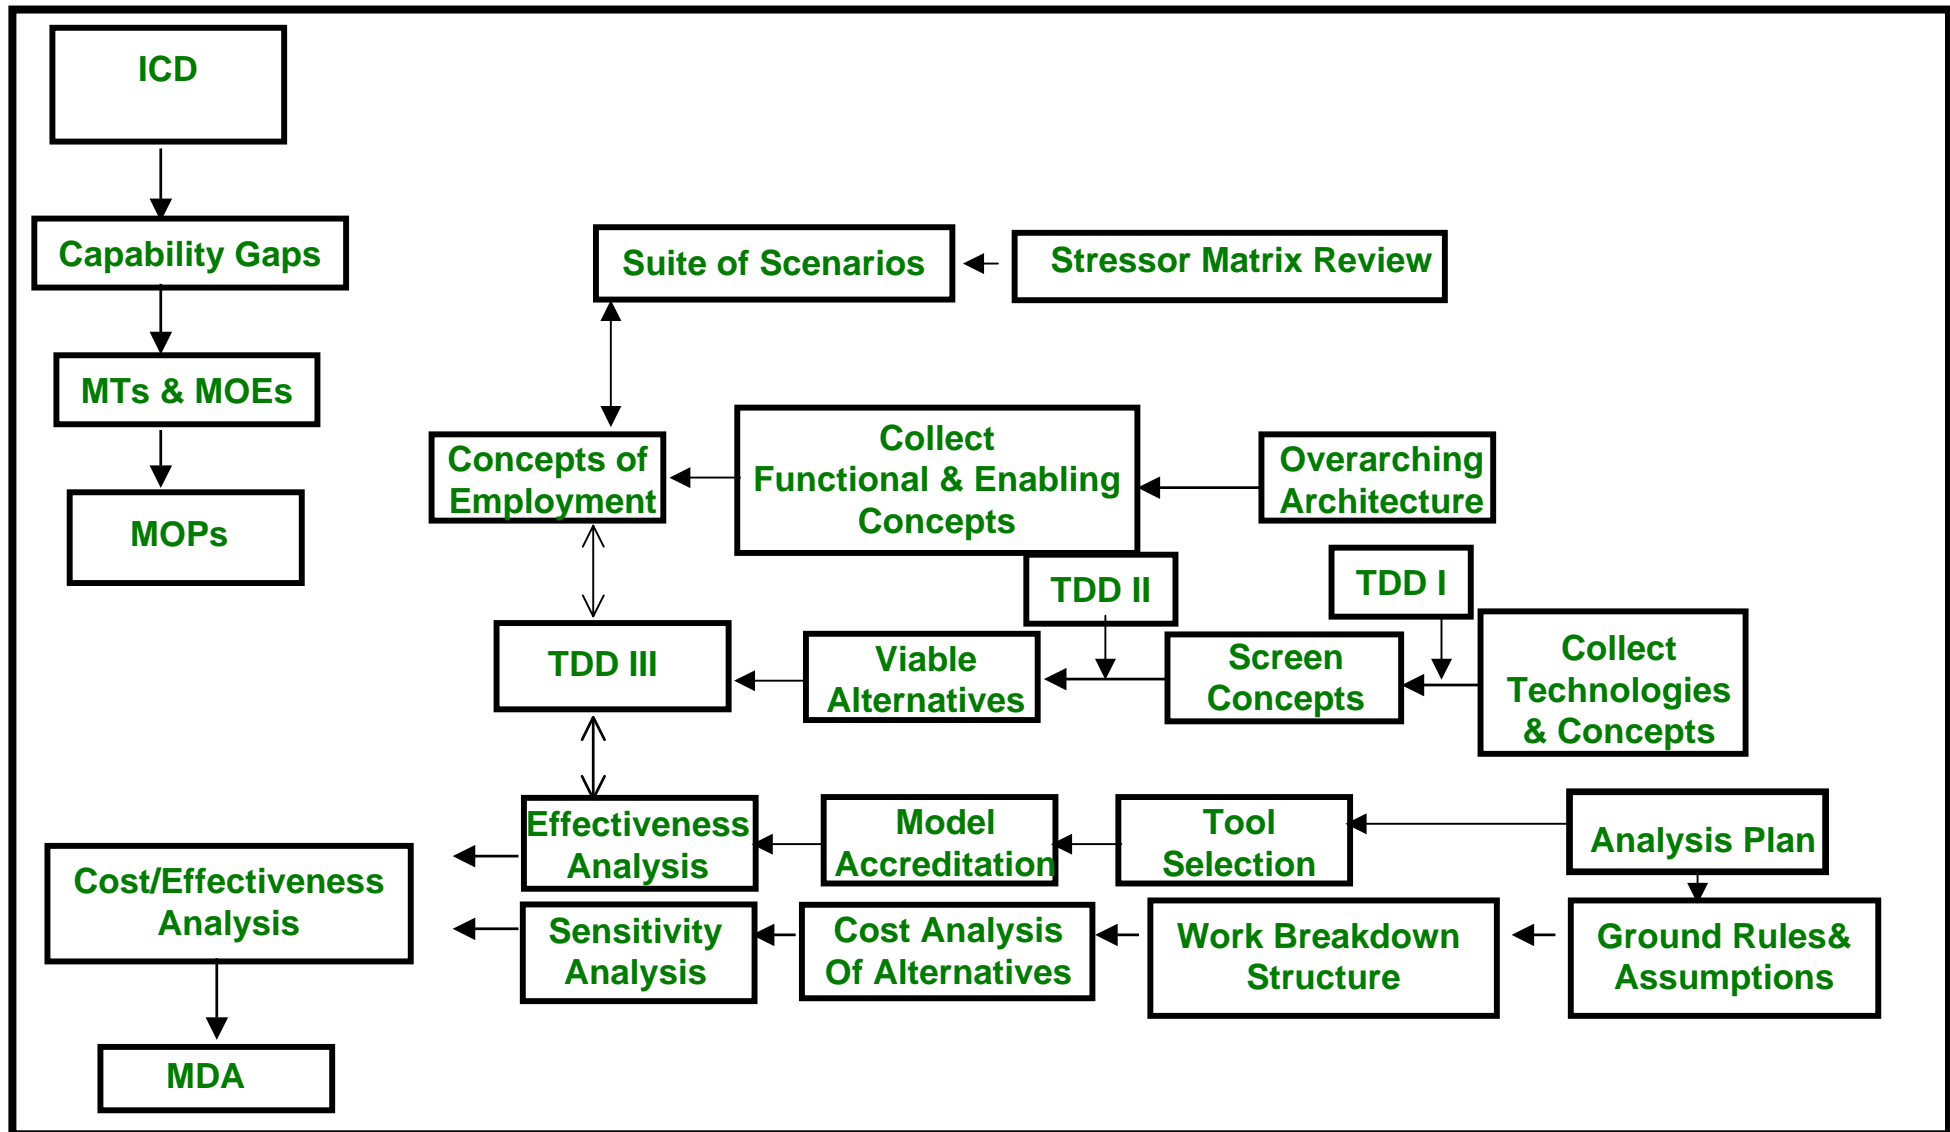 ICD
Capability Gaps
MTs & MOEs
MOPs
Suite of Scenarios
Stressor Matrix Review
Concepts of
Employment
Collect
Functional & Enabling
Concepts
Overarching
Architecture
TDD II
TDD I
TDD III
Viable
Alternatives
Screen
Concepts
Collect
Technologies
& Concepts
Effectiveness
Analysis
Model
Accreditation
Tool
Selection
Analysis Plan
Cost/Effectiveness
Analysis
Sensitivity
Analysis
Cost Analysis
Of Alternatives
Work Breakdown
Structure
Ground Rules&
Assumptions
MDA